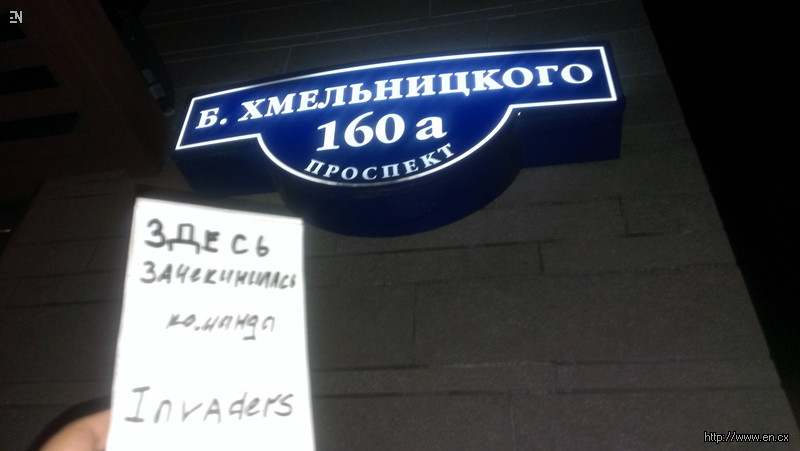 EN
Б. ХМЕЛЬНИЦКОГО
160 а
ПРОСПЕКТ
ЗДЕСЬ
ЗАЧекинилась
команда
Invaders
http://www.en.cx